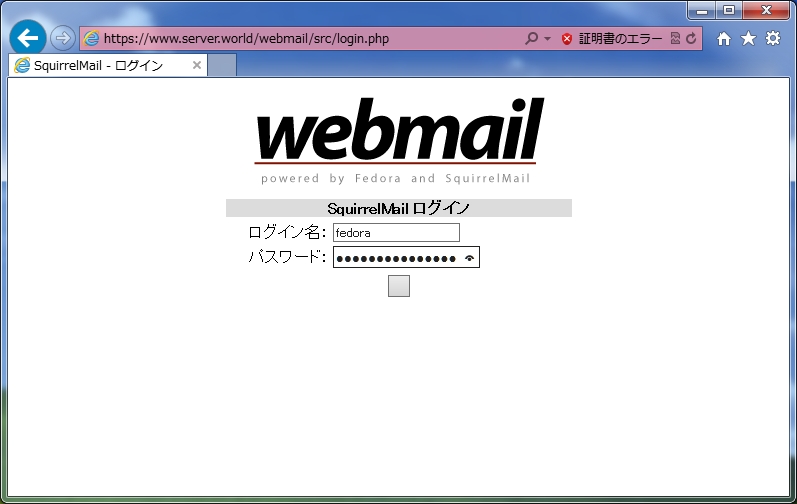 https://www.server.world/webmail/src/login.php
証明書のエラー
SquirrelMail - ログイン
webmail
powered by Fedora and SquirrelMail
SquirrelMail ログイン
ログイン名: fedora
パスワード: ●●●●●●●●●●●●●●●